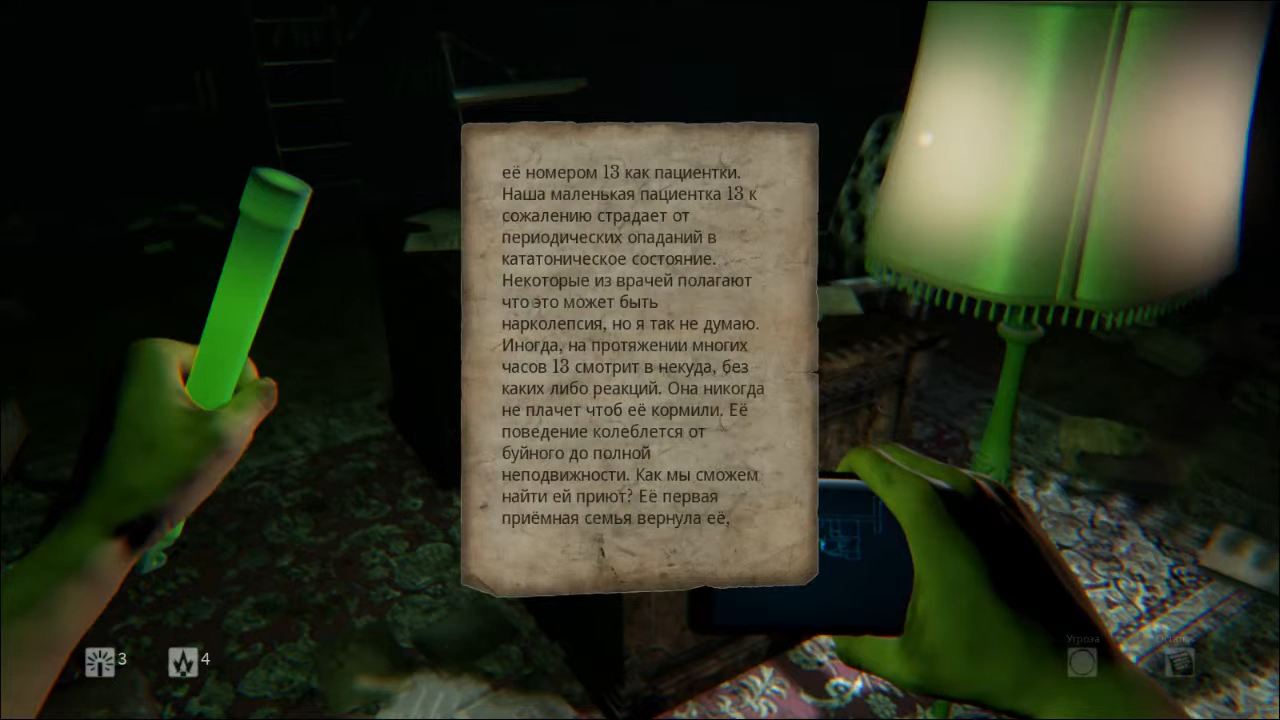 её номером 13 как пациентки.
Наша маленькая пациентка 13 к
сожалению страдает от
периодических опаданий в
кататоническое состояние.
Некоторые из врачей полагают
что это может быть
нарколепсия, но я так не думаю.
Иногда, на протяжении многих
часов 13 смотрит в некуда, без
каких либо реакций. Она никогда
не плачет чтоб её кормили. Её
поведение колеблется от
буйного до полной
неподвижности. Как мы сможем
найти ей приют? Её первая
приёмная семья вернула её,
Угроза
3
4